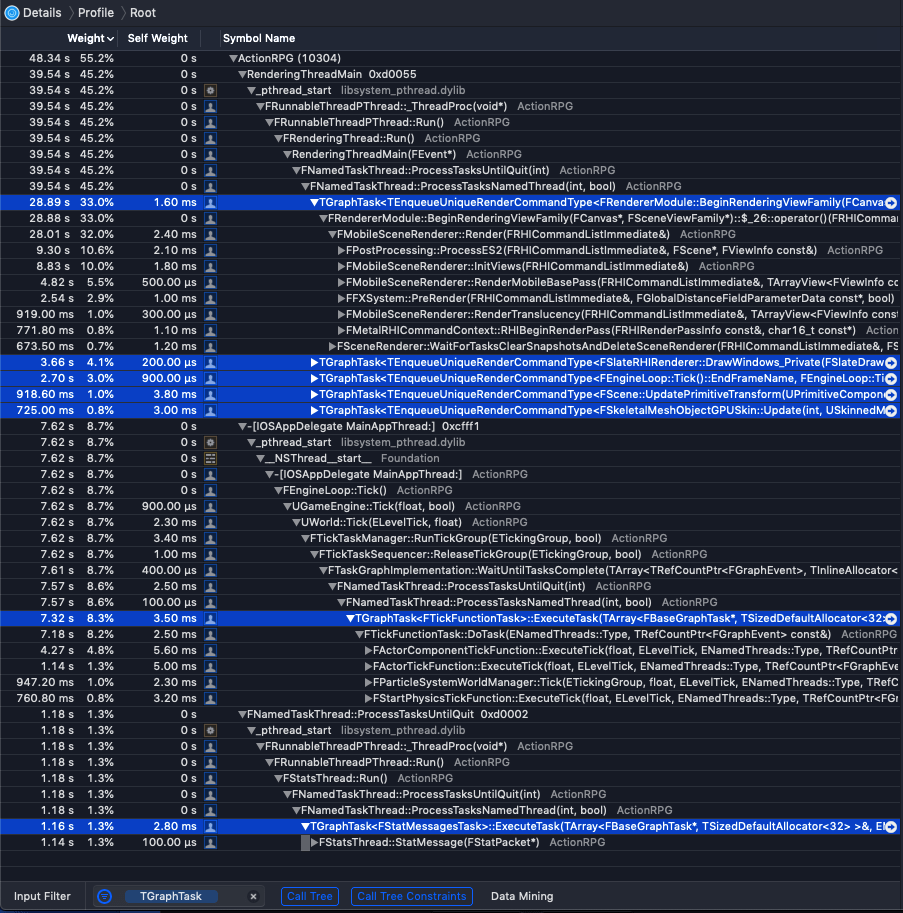 Details Profile Root
Weight Self Weight Symbol Name
48.34 s 55.2% 0 s ActionRPG (10304)
39.54 s 45.2% 0 s RenderingThreadMain 0xd0055
39.54 s 45.2% 0 s _pthread_start libsystem_pthread.dylib
39.54 s 45.2% 0 s FRunnableThreadPThread::_ThreadProc(void*) ActionRPG
39.54 s 45.2% 0 s FRunnableThreadPThread::Run() ActionRPG
39.54 s 45.2% 0 s FRenderingThread::Run() ActionRPG
39.54 s 45.2% 0 s RenderingThreadMain(FEvent*) ActionRPG
39.54 s 45.2% 0 s FNamedTaskThread::ProcessTasksUntilQuit(int) ActionRPG
39.54 s 45.2% 0 s FNamedTaskThread::ProcessTasksNamedThread(int, bool) ActionRPG
28.89 s 33.0% 1.60 ms TGraphTask<TEnqueueUniqueRenderCommandType<FRendererModule::BeginRenderingViewFamily(FCanva
28.88 s 33.0% 0 s FRendererModule::BeginRenderingViewFamily(FCanvas*, FSceneViewFamily*)::$_26::operator()(FRHIComma
28.01 s 32.0% 2.40 ms FMobileSceneRenderer::Render(FRHICommandListImmediate&) ActionRPG
9.30 s 10.6% 2.10 ms FPostProcessing::ProcessES2(FRHICommandListImmediate&, FScene*, FViewInfo const&) ActionRPG
8.83 s 10.0% 1.80 ms FMobileSceneRenderer::InitViews(FRHICommandListImmediate&) ActionRPG
4.82 s 5.5% 500.00 µs FMobileSceneRenderer::RenderMobileBasePass(FRHICommandListImmediate&, TArrayView<FViewInfo co
2.54 s 2.9% 1.00 ms FFXSystem::PreRender(FRHICommandListImmediate&, FGlobalDistanceFieldParameterData const*, bool)
919.00 ms 1.0% 300.00 µs FMobileSceneRenderer::RenderTranslucency(FRHICommandListImmediate&, TArrayView<FViewInfo co
771.80 ms 0.8% 1.10 ms FMetalRHICommandContext::RHIBeginRenderPass(FRHIRenderPassInfo const&, char16_t const*) Action
673.50 ms 0.7% 1.20 ms FSceneRenderer::WaitForTasksClearSnapshotsAndDeleteSceneRenderer(FRHICommandListImmediate&, FS
3.66 s 4.1% 200.00 µs TGraphTask<TEnqueueUniqueRenderCommandType<FSlateRHIRenderer::DrawWindows_Private(FSlateDraw
2.70 s 3.0% 900.00 µs TGraphTask<TEnqueueUniqueRenderCommandType<FEngineLoop::Tick()::EndFrameName, FEngineLoop::Ti
918.60 ms 1.0% 3.80 ms TGraphTask<TEnqueueUniqueRenderCommandType<FScene::UpdatePrimitiveTransform(UPrimitiveCompon
725.00 ms 0.8% 3.00 ms TGraphTask<TEnqueueUniqueRenderCommandType<FSkeletalMeshObjectGPUSkin::Update(int, USkinnedM
7.62 s 8.7% 0 s -[IOSAppDelegate MainAppThread:] 0xcfff1
7.62 s 8.7% 0 s _pthread_start libsystem_pthread.dylib
7.62 s 8.7% 0 s __NSThread__start__ Foundation
7.62 s 8.7% 0 s -[IOSAppDelegate MainAppThread:] ActionRPG
7.62 s 8.7% 0 s FEngineLoop::Tick() ActionRPG
7.62 s 8.7% 900.00 µs UGameEngine::Tick(float, bool) ActionRPG
7.62 s 8.7% 2.30 ms UWorld::Tick(ELevelTick, float) ActionRPG
7.62 s 8.7% 3.40 ms FTickTaskManager::RunTickGroup(ETickingGroup, bool) ActionRPG
7.62 s 8.7% 1.00 ms FTickTaskSequencer::ReleaseTickGroup(ETickingGroup, bool) ActionRPG
7.61 s 8.7% 400.00 µs FTaskGraphImplementation::WaitUntilTasksComplete(TArray<TRefCountPtr<FGraphEvent>, TInlineAllocator<
7.57 s 8.6% 2.50 ms FNamedTaskThread::ProcessTasksUntilQuit(int) ActionRPG
7.57 s 8.6% 100.00 µs FNamedTaskThread::ProcessTasksNamedThread(int, bool) ActionRPG
7.32 s 8.3% 3.50 ms TGraphTask<FTickFunctionTask>::ExecuteTask(TArray<FBaseGraphTask*, TSizedDefaultAllocator<32>
7.18 s 8.2% 2.50 ms FTickFunctionTask::DoTask(ENamedThreads::Type, TRefCountPtr<FGraphEvent> const&) ActionRPG
4.27 s 4.8% 5.60 ms FActorComponentTickFunction::ExecuteTick(float, ELevelTick, ENamedThreads::Type, TRefCountPtr
1.14 s 1.3% 5.00 ms FActorTickFunction::ExecuteTick(float, ELevelTick, ENamedThreads::Type, TRefCountPtr<FGraphEven
947.20 ms 1.0% 2.30 ms FParticleSystemWorldManager::Tick(ETickingGroup, float, ELevelTick, ENamedThreads::Type, TRefC
760.80 ms 0.8% 3.20 ms FStartPhysicsTickFunction::ExecuteTick(float, ELevelTick, ENamedThreads::Type, TRefCountPtr<FGr
1.18 s 1.3% 0 s FNamedTaskThread::ProcessTasksUntilQuit 0xd0002
1.18 s 1.3% 0 s _pthread_start libsystem_pthread.dylib
1.18 s 1.3% 0 s FRunnableThreadPThread::_ThreadProc(void*) ActionRPG
1.18 s 1.3% 0 s FRunnableThreadPThread::Run() ActionRPG
1.18 s 1.3% 0 s FStatsThread::Run() ActionRPG
1.18 s 1.3% 0 s FNamedTaskThread::ProcessTasksUntilQuit(int) ActionRPG
1.18 s 1.3% 0 s FNamedTaskThread::ProcessTasksNamedThread(int, bool) ActionRPG
1.16 s 1.3% 2.80 ms TGraphTask<FStatMessagesTask>::ExecuteTask(TArray<FBaseGraphTask*, TSizedDefaultAllocator<32> >&, E
1.14 s 1.3% 100.00 µs FStatsThread::StatMessage(FStatPacket*) ActionRPG
Input Filter TGraphTask Call Tree Call Tree Constraints Data Mining